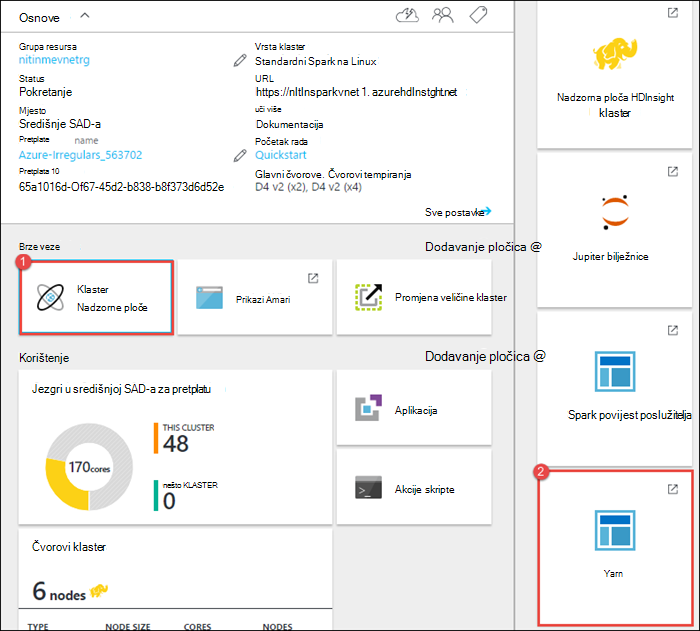 Osnove
Grupa resursa
nitinmevnetrg
Status
Pokretanje
Mjesto
Središnje SAD-a
Pretplate name
Azure-Irregulars_563702
Pretplata 10
65a1016d-Of67-45d2-b838-b8f373d6d52e
Vrsta klaster
Standardni Spark na Linux
URL
https://nltlnsparkvnet 1. azurehdlnstght.net
uči više
Dokumentacija
Početak rada
Quickstart
Glavni čvorove. Čvorovi tempiranja
D4 v2 (x2), D4 v2 (x4)
Sve postavke
Brze veze
Dodavanje pločica @
1
Klaster
Nadzorne ploče
Prikazi Amari
Promjena veličine klaster
Korištenje
Dodavanje pločica @
Jezgri u središnjoj SAD-a za pretplatu
170 cores
THIS CLUSTER
48
nešto KLASTER
0
Aplikacija
Akcije skripte
Čvorovi klaster
6 nodes
TYPE NODE SIZE CORES NODES
Nadzorna ploča HDInsight
klaster
Jupiter bilježnice
Spark povijest poslužitelja
2
Yarn